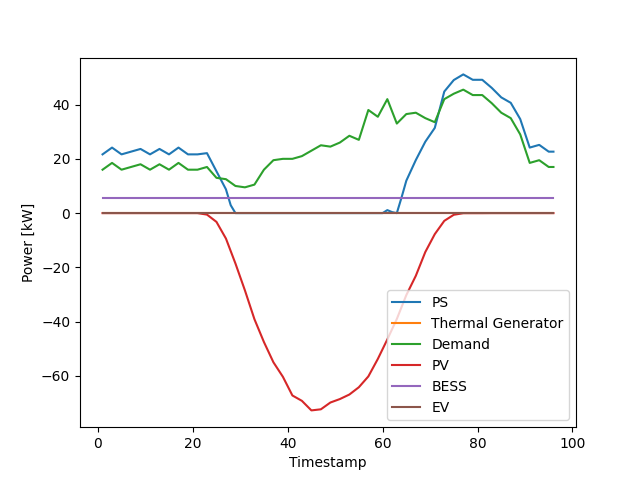 40
20
0
−20
−40
−60
Power [kW]
0 20 40 60 80 100
Timestamp
PS
Thermal Generator
Demand
PV
BESS
EV